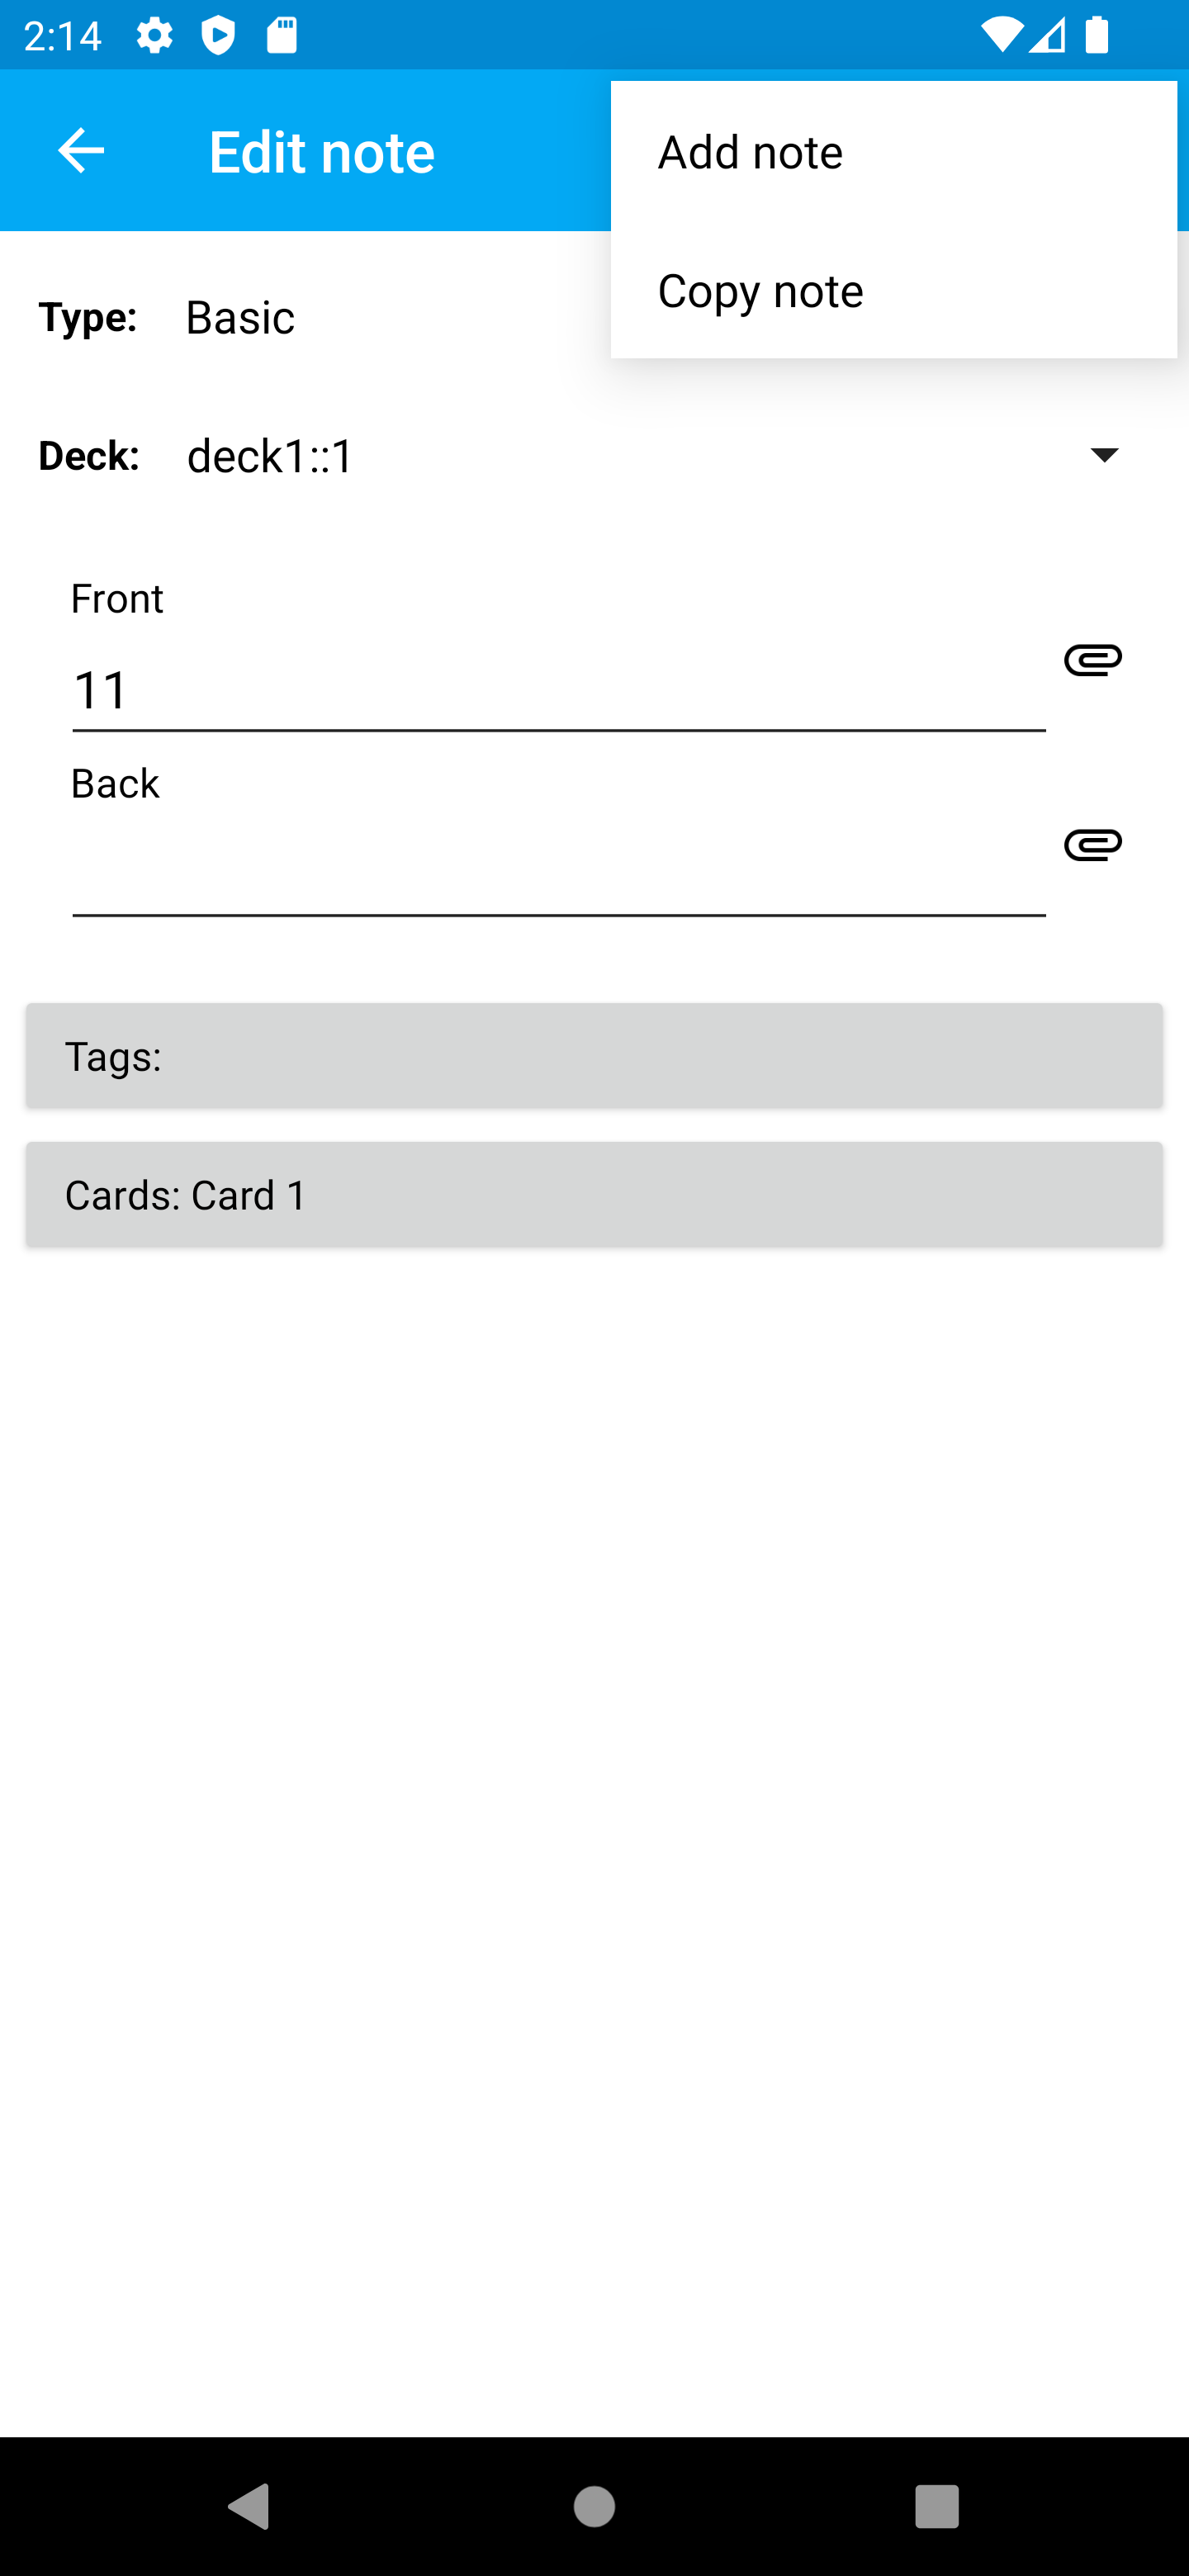 2:14
Edit note
Add note
Copy note
Type: Basic
Deck: deck1::1
Front
11
Back
Tags:
Cards: Card 1